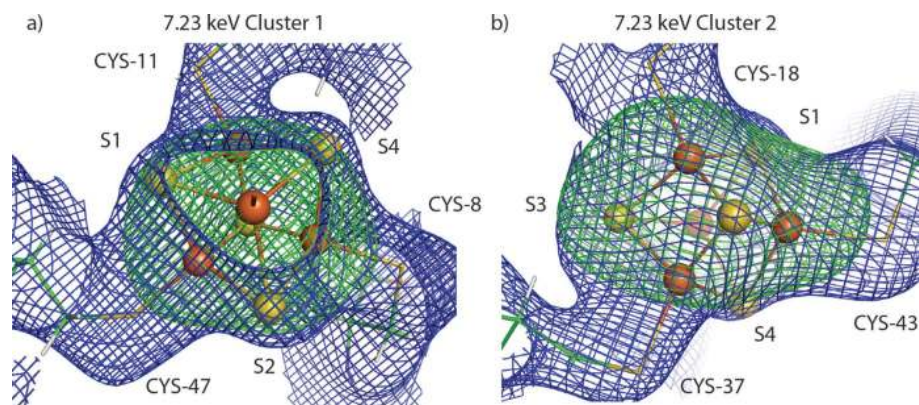 a) 7.23 keV Cluster 1
CYS-11
S1
S4
CYS-8
S2
CYS-47
b) 7.23 keV Cluster 2
CYS-18
S1
S3
S4
CYS-43
CYS-37